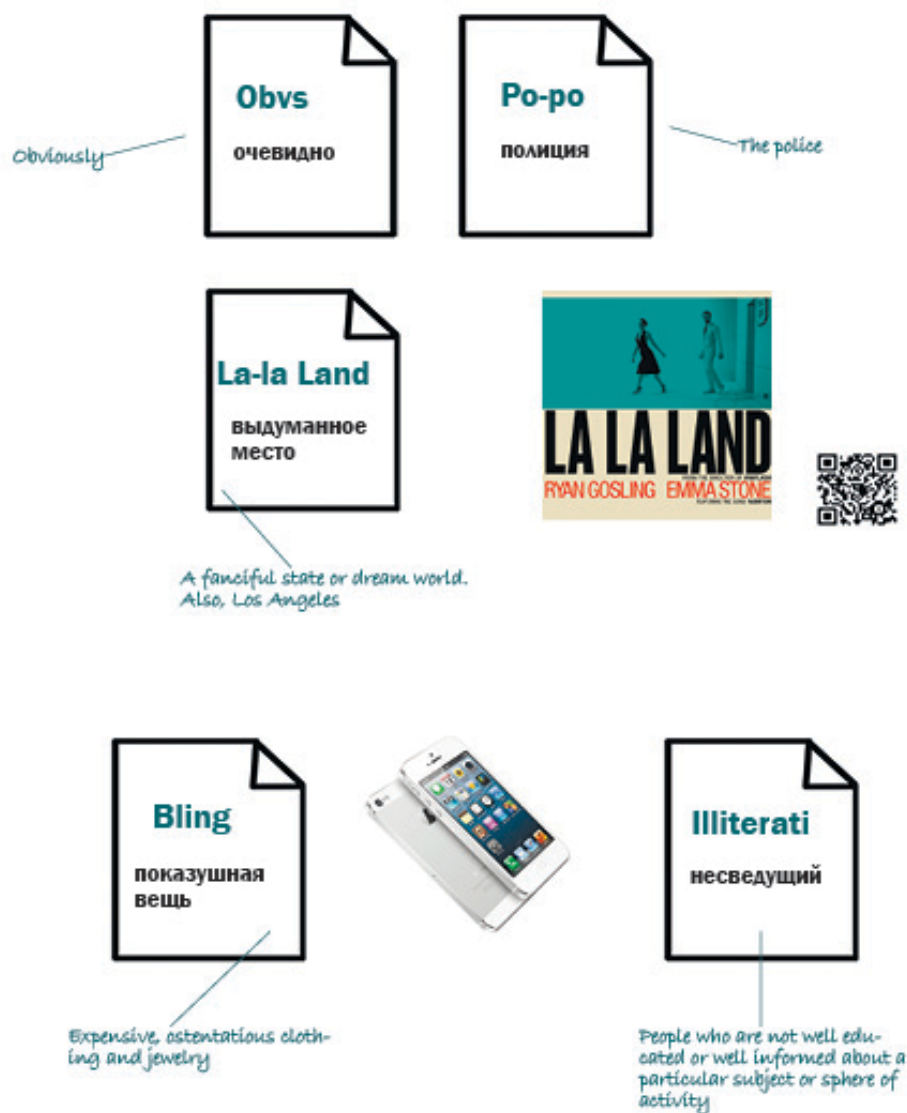 Obvs
очевидно
Obviously
Po-po
полиция
The police
La-la Land
выдуманное
место
A fanciful state or dream world.
Also, Los Angeles
LA LA LAND
RYAN GOSLING EMMA STONE
Bling
показушная
вещь
Expensive, ostentatious cloth-
ing and jewelry
Illiterati
несведущий
People who are not well edu-
cated or well informed about a
particular subject or sphere of
activity